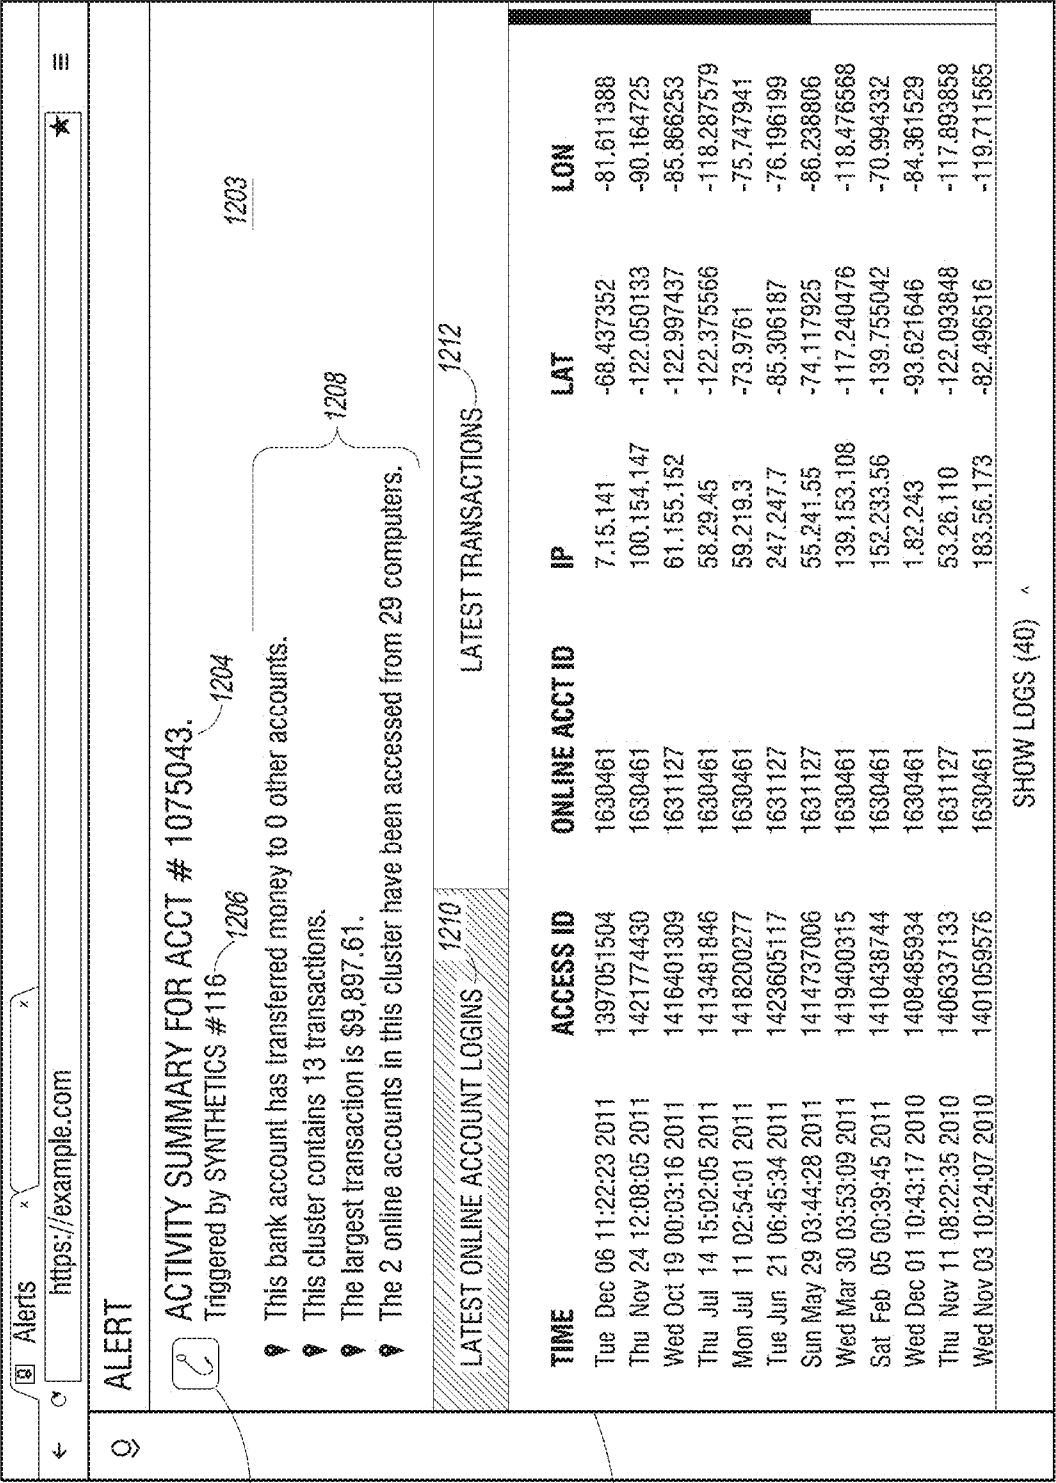 Alerts x x
https://example.com
ALERT
ACTIVITY SUMMARY FOR ACCT # 1075043.
1204
Triggered by SYNTHETICS #116
1206
1203
This bank account has transferred money to 0 other accounts.
This cluster contains 13 transactions.
The largest transaction is $9,897.61.
The 2 online accounts in this cluster have been accessed from 29 computers.
1208
LATEST ONLINE ACCOUNT LOGINS
1210
LATEST TRANSACTIONS
1212
TIME ACCESS ID ONLINE ACCT ID IP LAT LON
Tue Dec 06 11:22:23 2011 1397051504 1630461 7.15.141 -68.437352 -81.611388
Thu Nov 24 12:08:05 2011 1421774430 1630461 100.154.147 -122.050133 -90.164725
Wed Oct 19 00:03:16 2011 1416401309 1631127 61.155.152 -122.997437 -85.866253
Thu Jul 14 15:02:05 2011 1413481846 1630461 58.29.45 -122.375566 -118.287579
Mon Jul 11 02:54:01 2011 1418200277 1630461 59.219.3 -73.9761 -75.747941
Tue Jun 21 06:45:34 2011 1423605117 1631127 247.247.7 -85.306187 -76.196199
Sun May 29 03:44:28 2011 1414737006 1631127 55.241.55 -74.117925 -86.238806
Wed Mar 30 03:53:09 2011 1419400315 1630461 139.153.108 -117.240476 -118.476568
Sat Feb 05 00:39:45 2011 1410438744 1630461 152.233.56 -139.755042 -70.994332
Wed Dec 01 10:43:17 2010 1408485934 1630461 1.82.243 -93.621646 -84.361529
Thu Nov 11 08:22:35 2010 1406337133 1631127 53.26.110 -122.093848 -117.893858
Wed Nov 03 10:24:07 2010 1401059576 1630461 183.56.173 -82.496516 -119.711565
SHOW LOGS (40) ^